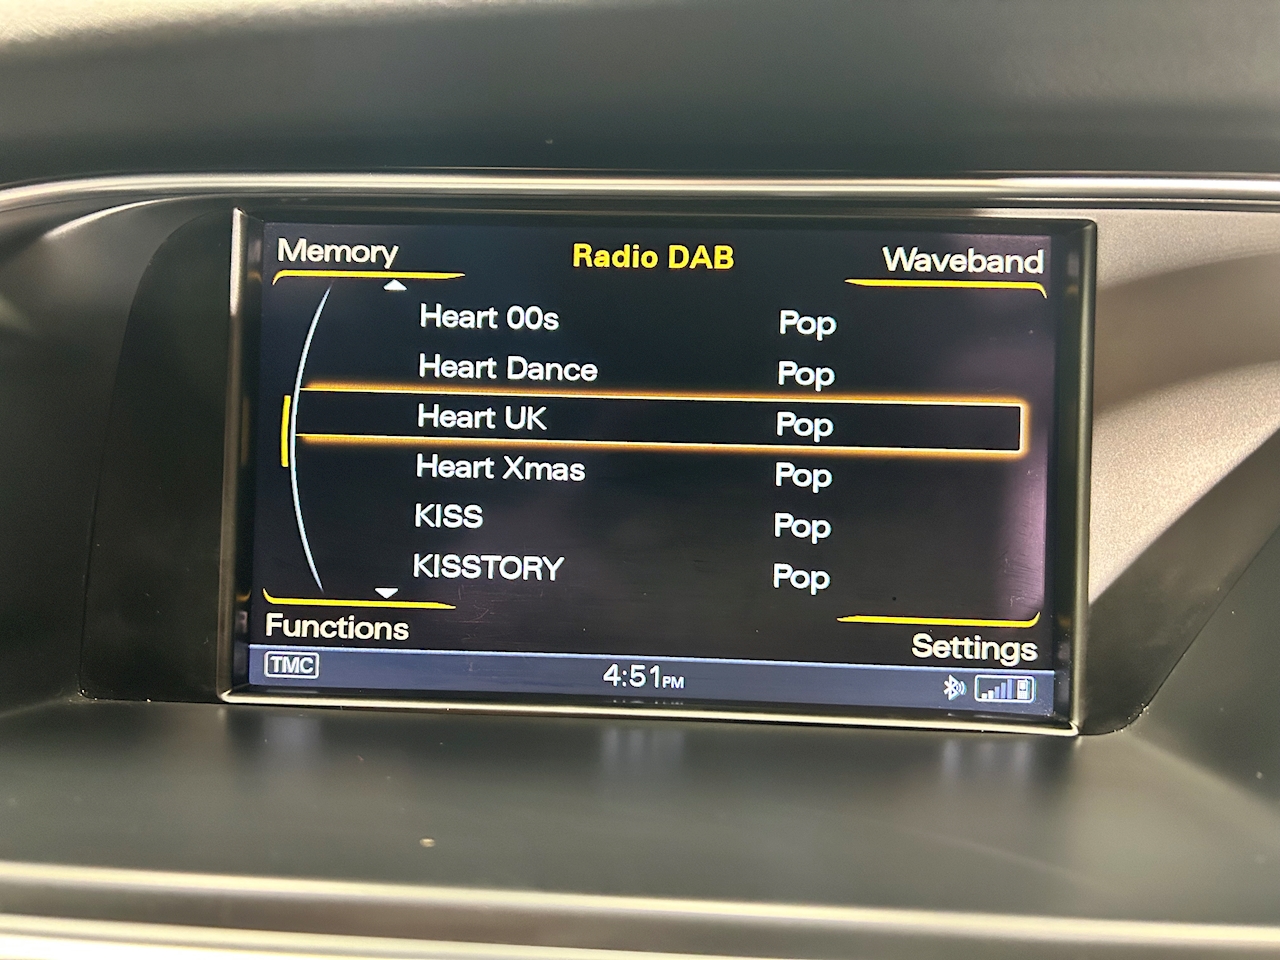 Memory Radio DAB Waveband
Heart 00s Pop
Heart Dance Pop
Heart UK Pop
Heart Xmas Pop
KISS Pop
KISSTORY Pop
Functions Settings
TMC 4:51PM